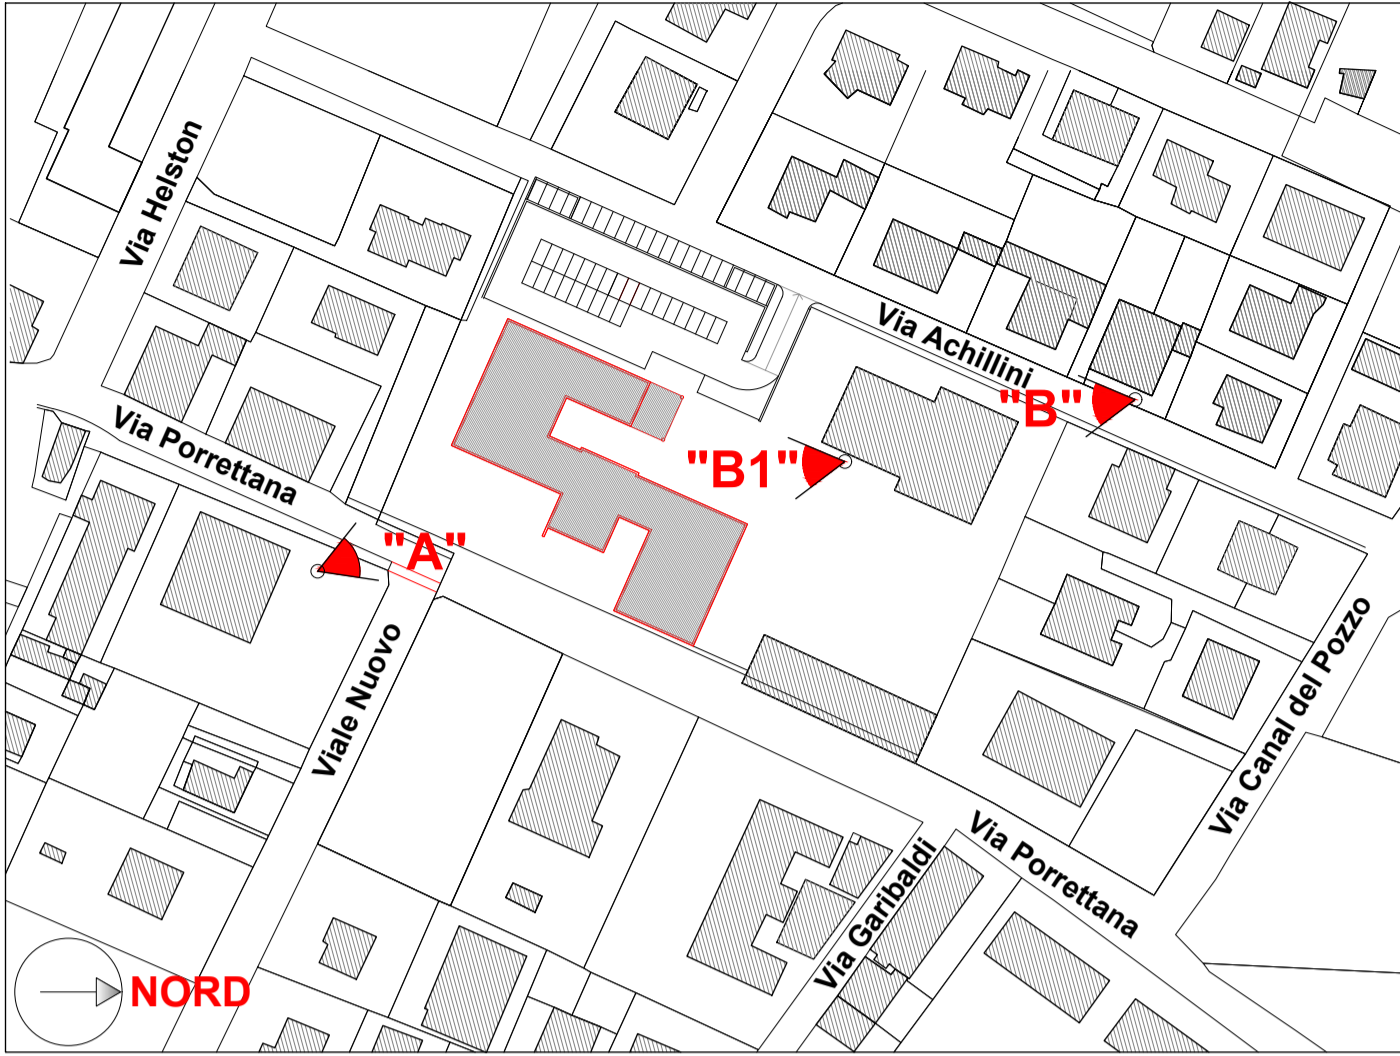 Via Helston
Via Achillini
"B"
Via Porrettana
"B1"
"A"
Viale Nuovo
Via Canal del Pozzo
Via Porrettana
Via Garibaldi
NORD